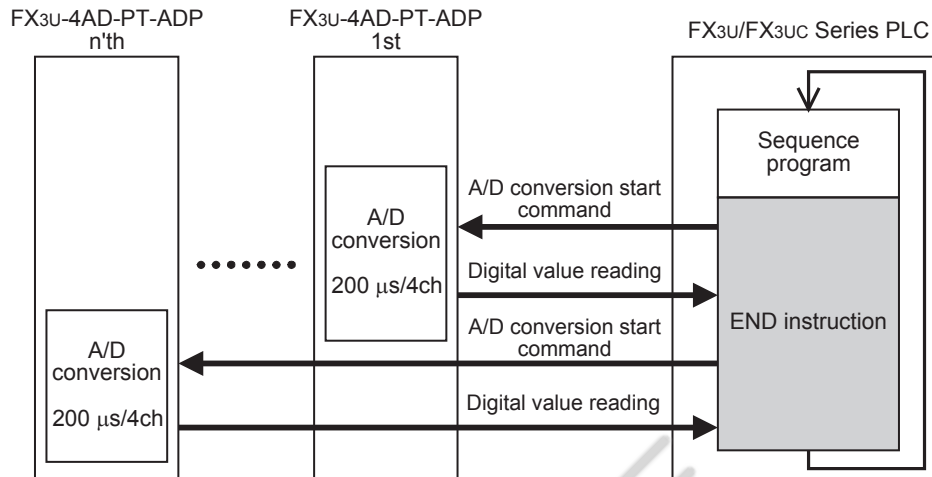 FX3U-4AD-PT-ADP
n'th
FX3U-4AD-PT-ADP
1st
FX3U/FX3UC Series PLC
Sequence
program
A/D conversion start
command
A/D
conversion
200 μs/4ch
Digital value reading
END instruction
A/D conversion start
command
A/D
conversion
200 μs/4ch
Digital value reading